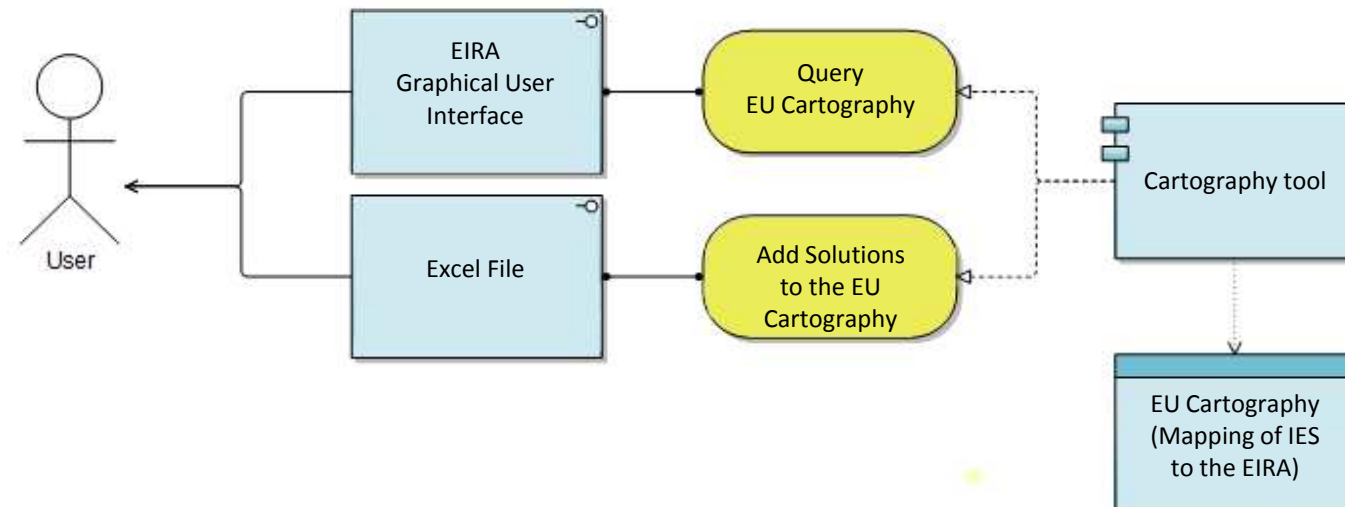 EIRA
Graphical User
Interface
Query
EU Cartography
Cartography tool
User
Excel File
Add Solutions
to the EU
Cartography
EU Cartography
(Mapping of IES
to the EIRA)